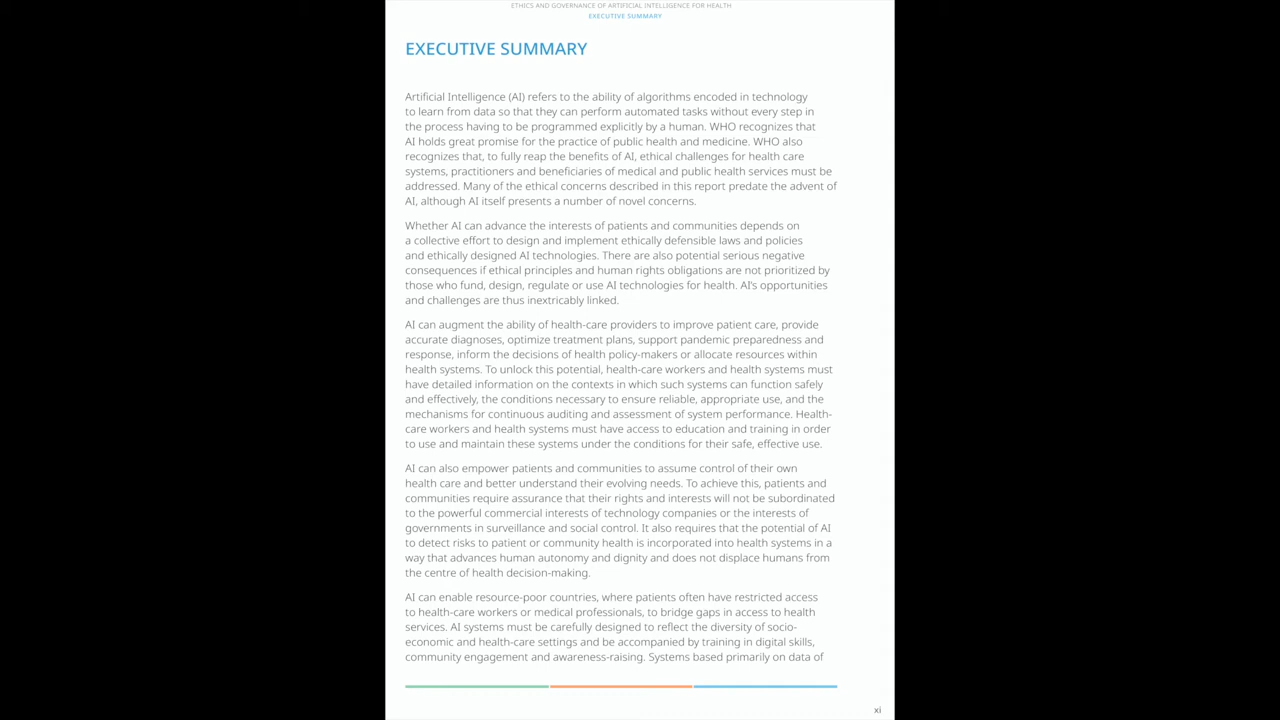 ETHICS AND GOVERNANCE OF ARTIFICIAL INTELLIGENCE FOR HEALTH
EXECUTIVE SUMMARY
EXECUTIVE SUMMARY
Artificial Intelligence (AI) refers to the ability of algorithms encoded in technology
to learn from data so that they can perform automated tasks without every step in
the process having to be programmed explicitly by a human. WHO recognizes that
AI holds great promise for the practice of public health and medicine. WHO also
recognizes that, to fully reap the benefits of AI, ethical challenges for health care
systems, practitioners and beneficiaries of medical and public health services must be
addressed. Many of the ethical concerns described in this report predate the advent of
AI, although AI itself presents a number of novel concerns.
Whether AI can advance the interests of patients and communities depends on
a collective effort to design and implement ethically defensible laws and policies
and ethically designed AI technologies. There are also potential serious negative
consequences if ethical principles and human rights obligations are not prioritized by
those who fund, design, regulate or use AI technologies for health. AI's opportunities
and challenges are thus inextricably linked.
AI can augment the ability of health-care providers to improve patient care, provide
accurate diagnoses, optimize treatment plans, support pandemic preparedness and
response, inform the decisions of health policy-makers or allocate resources within
health systems. To unlock this potential, health-care workers and health systems must
have detailed information on the contexts in which such systems can function safely
and effectively, the conditions necessary to ensure reliable, appropriate use, and the
mechanisms for continuous auditing and assessment of system performance. Health-
care workers and health systems must have access to education and training in order
to use and maintain these systems under the conditions for their safe, effective use.
AI can also empower patients and communities to assume control of their own
health care and better understand their evolving needs. To achieve this, patients and
communities require assurance that their rights and interests will not be subordinated
to the powerful commercial interests of technology companies or the interests of
governments in surveillance and social control. It also requires that the potential of AI
to detect risks to patient or community health is incorporated into health systems in a
way that advances human autonomy and dignity and does not displace humans from
the centre of health decision-making.
AI can enable resource-poor countries, where patients often have restricted access
to health-care workers or medical professionals, to bridge gaps in access to health
services. AI systems must be carefully designed to reflect the diversity of socio-
economic and health-care settings and be accompanied by training in digital skills,
community engagement and awareness-raising. Systems based primarily on data of
xi